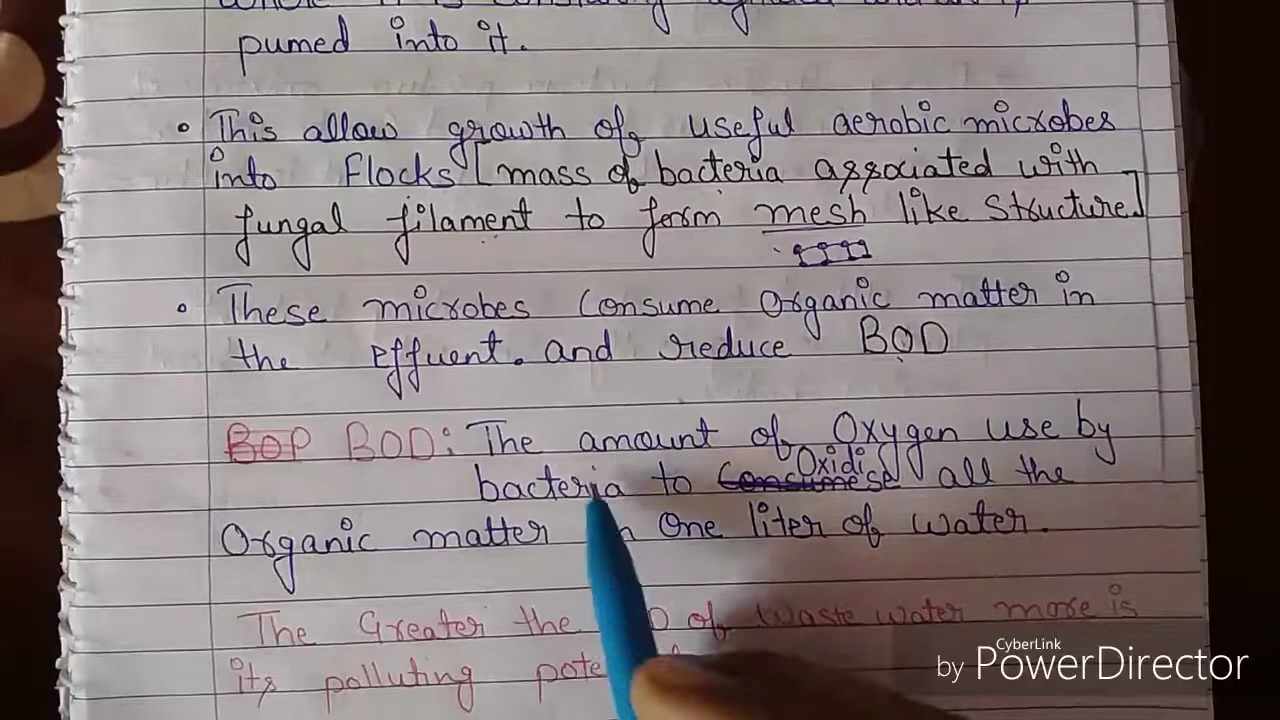 pumed into it.
• This allow growth of useful aerobic microbes
into Flocks [mass of bacteria associated with
fungal filament to form mesh like Structure]
• These microbes Consume Organic matter in
the Effuent. and reduce BOD
BOP BOD: The amount of Oxygen use by
bacteria to Consumese Oxidise all the
Organic matter in One liter of water.
The Greater the of waste water more is
its polluting
CyberLink
by PowerDirector